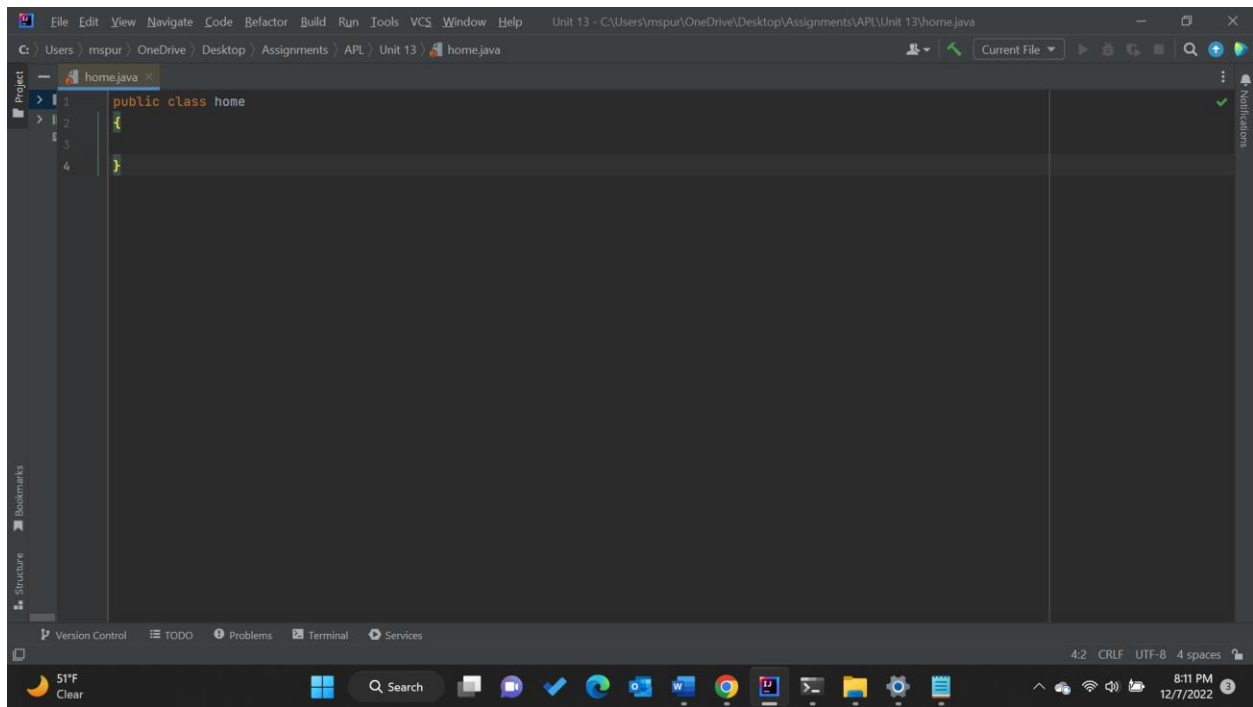 File Edit View Navigate Code Refactor Build Run Tools VCS Window Help Unit 13 - C:\Users\mspur\OneDrive\Desktop\Assignments\APL\Unit 13\home.java
C: Users mspur OneDrive Desktop Assignments APL Unit 13 home.java Current File
Project
home.java
Notifications
1 public class home
2 {
3
4 }
Bookmarks
Structure
Version Control TODO Problems Terminal Services
4:2 CRLF UTF-8 4 spaces
51°F
Clear
Search
8:11 PM
12/7/2022
3